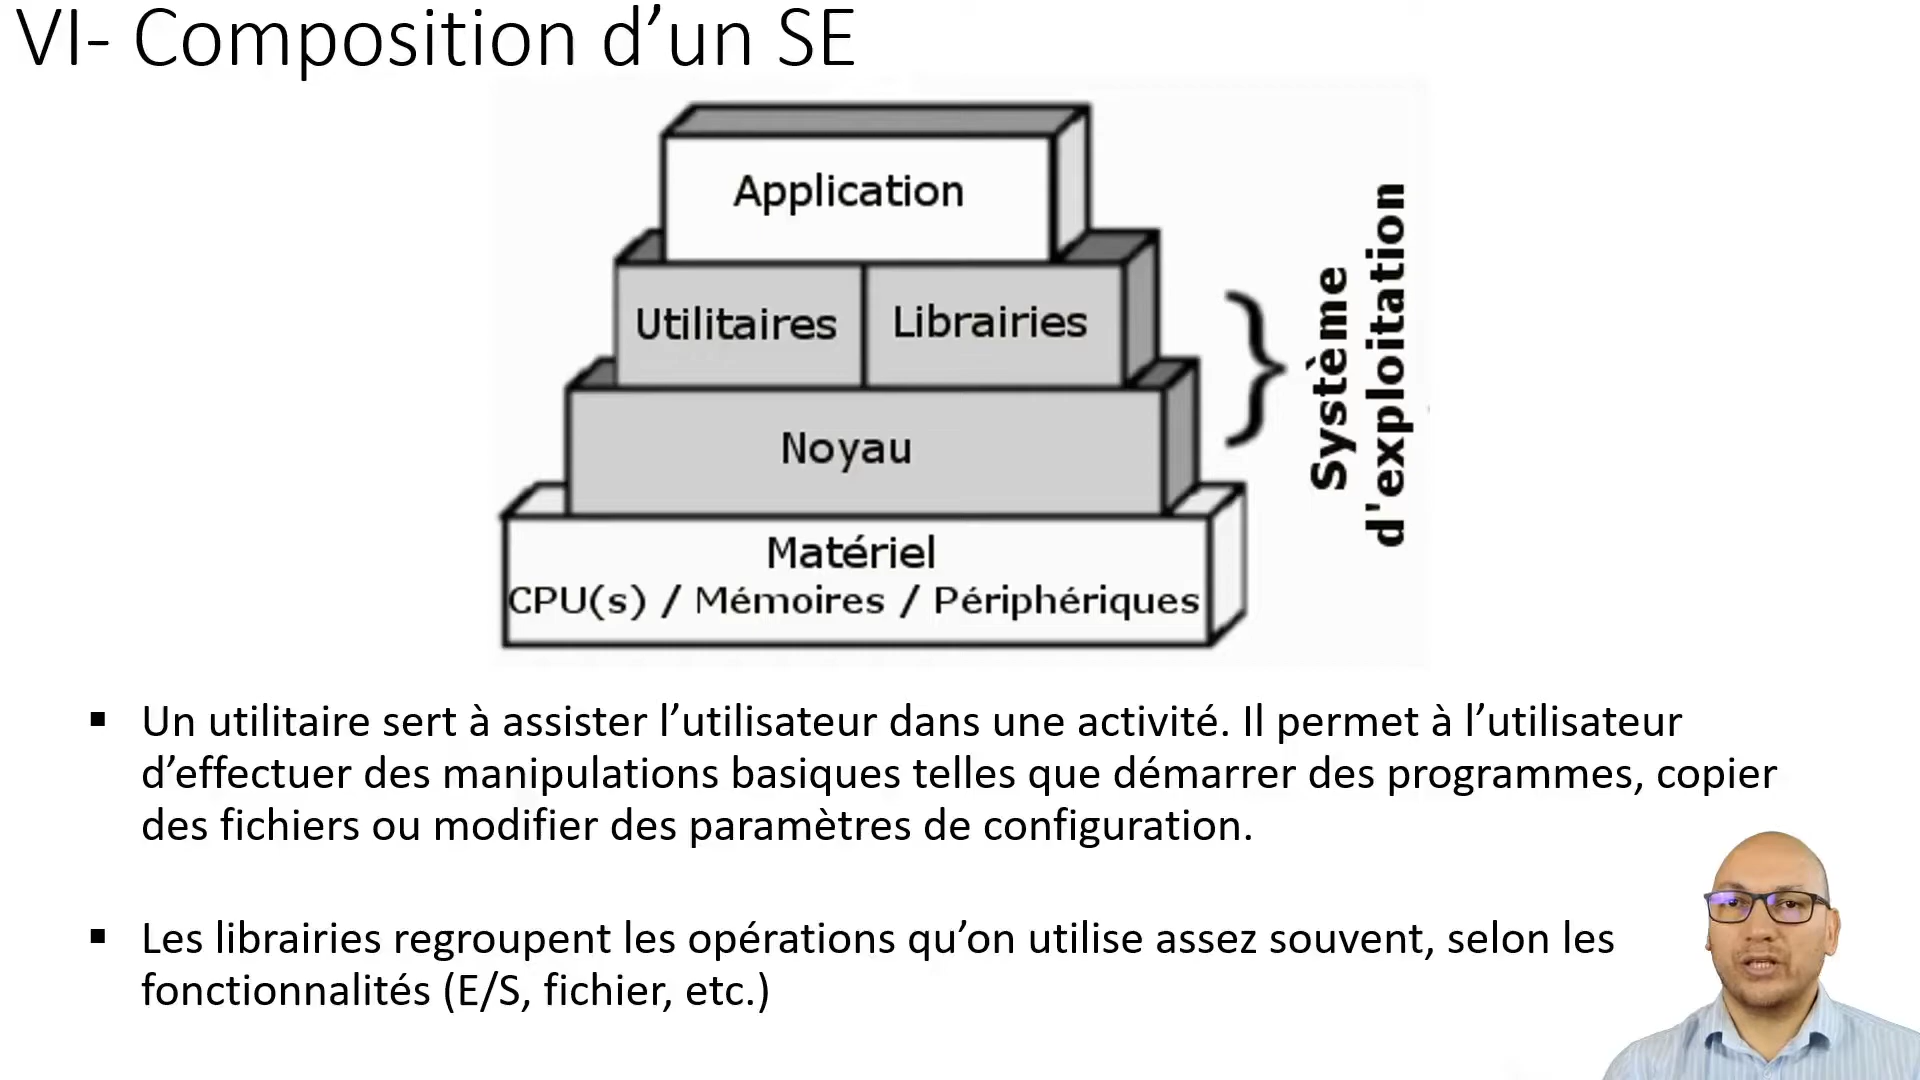 VI- Composition d’un SE
Application
Utilitaires
Librairies
Noyau
Matériel
CPU(s) / Mémoires / Périphériques
Système
d'exploitation
▪ Un utilitaire sert à assister l’utilisateur dans une activité. Il permet à l’utilisateur
d’effectuer des manipulations basiques telles que démarrer des programmes, copier
des fichiers ou modifier des paramètres de configuration.
▪ Les librairies regroupent les opérations qu’on utilise assez souvent, selon les
fonctionnalités (E/S, fichier, etc.)